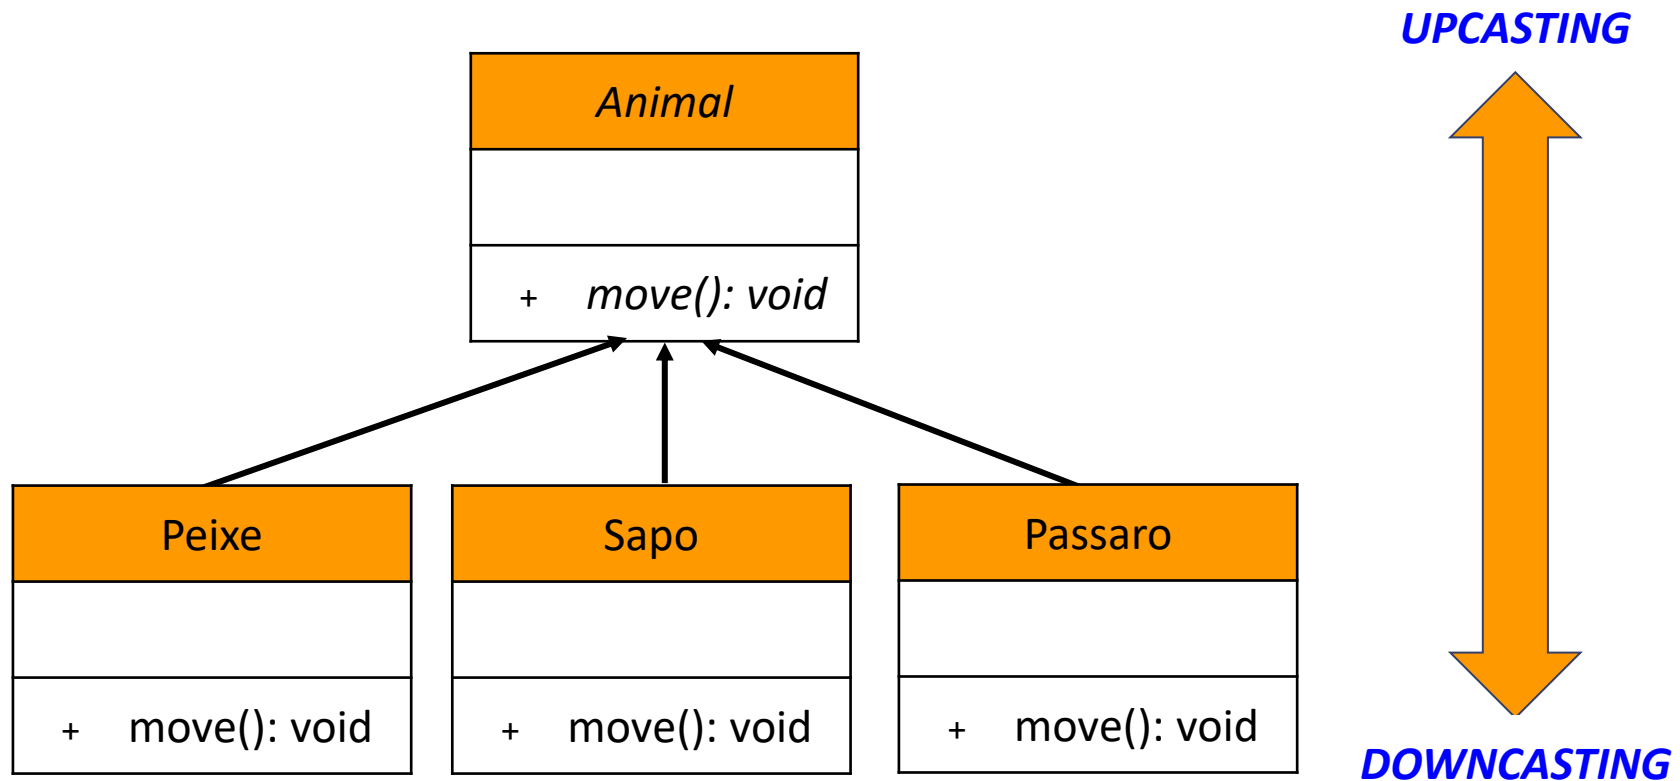 UPCASTING
Animal
+ move(): void
Peixe
+ move(): void
Sapo
+ move(): void
Passaro
+ move(): void
DOWNCASTING